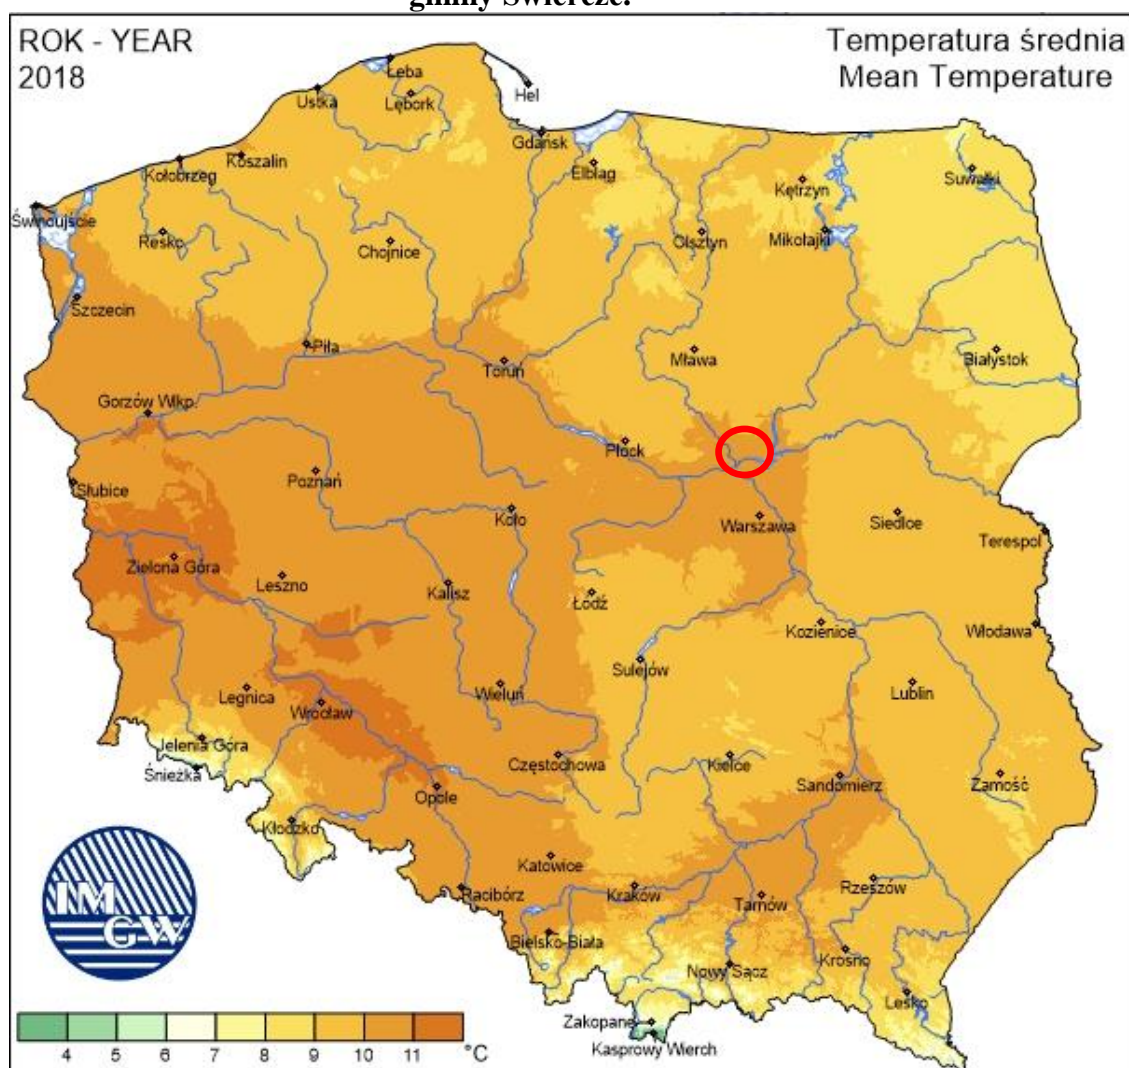 gminy Świercze.
ROK - YEAR
2018
Temperatura średnia
Mean Temperature
Łeba
Ustka
Lębork
Hel
Gdańsk
Koszalin
Kołobrzeg
Elbląg
Kętrzyn
Suwałki
Świnoujście
Resko
Chojnice
Olsztyn
Mikołajki
Szczecin
Piła
Toruń
Mława
Białystok
Gorzów Wlkp.
Płock
Słubice
Poznań
Koło
Warszawa
Siedlce
Terespol
Zielona Góra
Leszno
Kalisz
Łódź
Kozienice
Włodawa
Sulejów
Legnica
Wrocław
Wieluń
Lublin
Jelenia Góra
Śnieżka
Częstochowa
Kielce
Sandomierz
Zamość
Opole
Kłodzko
Katowice
Racibórz
Kraków
Tarnów
Rzeszów
Bielsko-Biała
Nowy Sącz
Krosno
Lesko
Zakopane
Kasprowy Wierch
IM
GW
4 5 6 7 8 9 10 11 °C